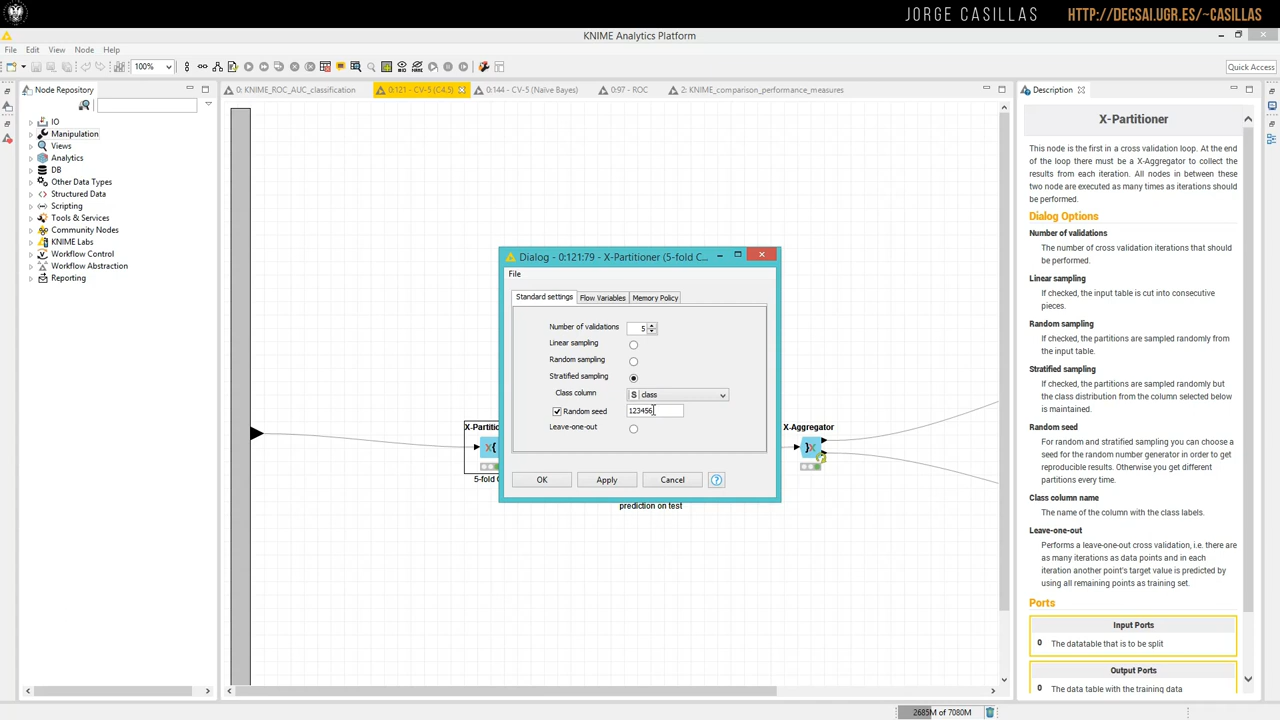 JORGE CASILLAS HTTP://DECSAI.UGR.ES/~CASILLAS
KNIME Analytics Platform
File Edit View Node Help
100%
Quick Access
Node Repository
IO
Manipulation
Views
Analytics
DB
Other Data Types
Structured Data
Scripting
Tools & Services
Community Nodes
KNIME Labs
Workflow Control
Workflow Abstraction
Reporting
0: KNIME_ROC_AUC_classification
0:121 - CV-5 (C4.5)
0:144 - CV-5 (Naïve Bayes)
0:97 - ROC
2: KNIME_comparison_performance_measures
X-Partitio
5-fold C
X-Aggregator
prediction on test
Dialog - 0:121:79 - X-Partitioner (5-fold C...
File
Standard settings Flow Variables Memory Policy
Number of validations 5
Linear sampling
Random sampling
Stratified sampling
Class column S class
Random seed 123456
Leave-one-out
OK Apply Cancel ?
Description
X-Partitioner
This node is the first in a cross validation loop. At the end
of the loop there must be a X-Aggregator to collect the
results from each iteration. All nodes in between these
two node are executed as many times as iterations should
be performed.
Dialog Options
Number of validations
The number of cross validation iterations that should
be performed.
Linear sampling
If checked, the input table is cut into consecutive
pieces.
Random sampling
If checked, the partitions are sampled randomly from
the input table.
Stratified sampling
If checked, the partitions are sampled randomly but
the class distribution from the column selected below
is maintained.
Random seed
For random and stratified sampling you can choose a
seed for the random number generator in order to get
reproducible results. Otherwise you get different
partitions every time.
Class column name
The name of the column with the class labels.
Leave-one-out
Performs a leave-one-out cross validation, i.e. there are
as many iterations as data points and in each
iteration another point's target value is predicted by
using all remaining points as training set.
Ports
Input Ports
0 The datatable that is to be split
Output Ports
0 The data table with the training data
2685M of 7080M